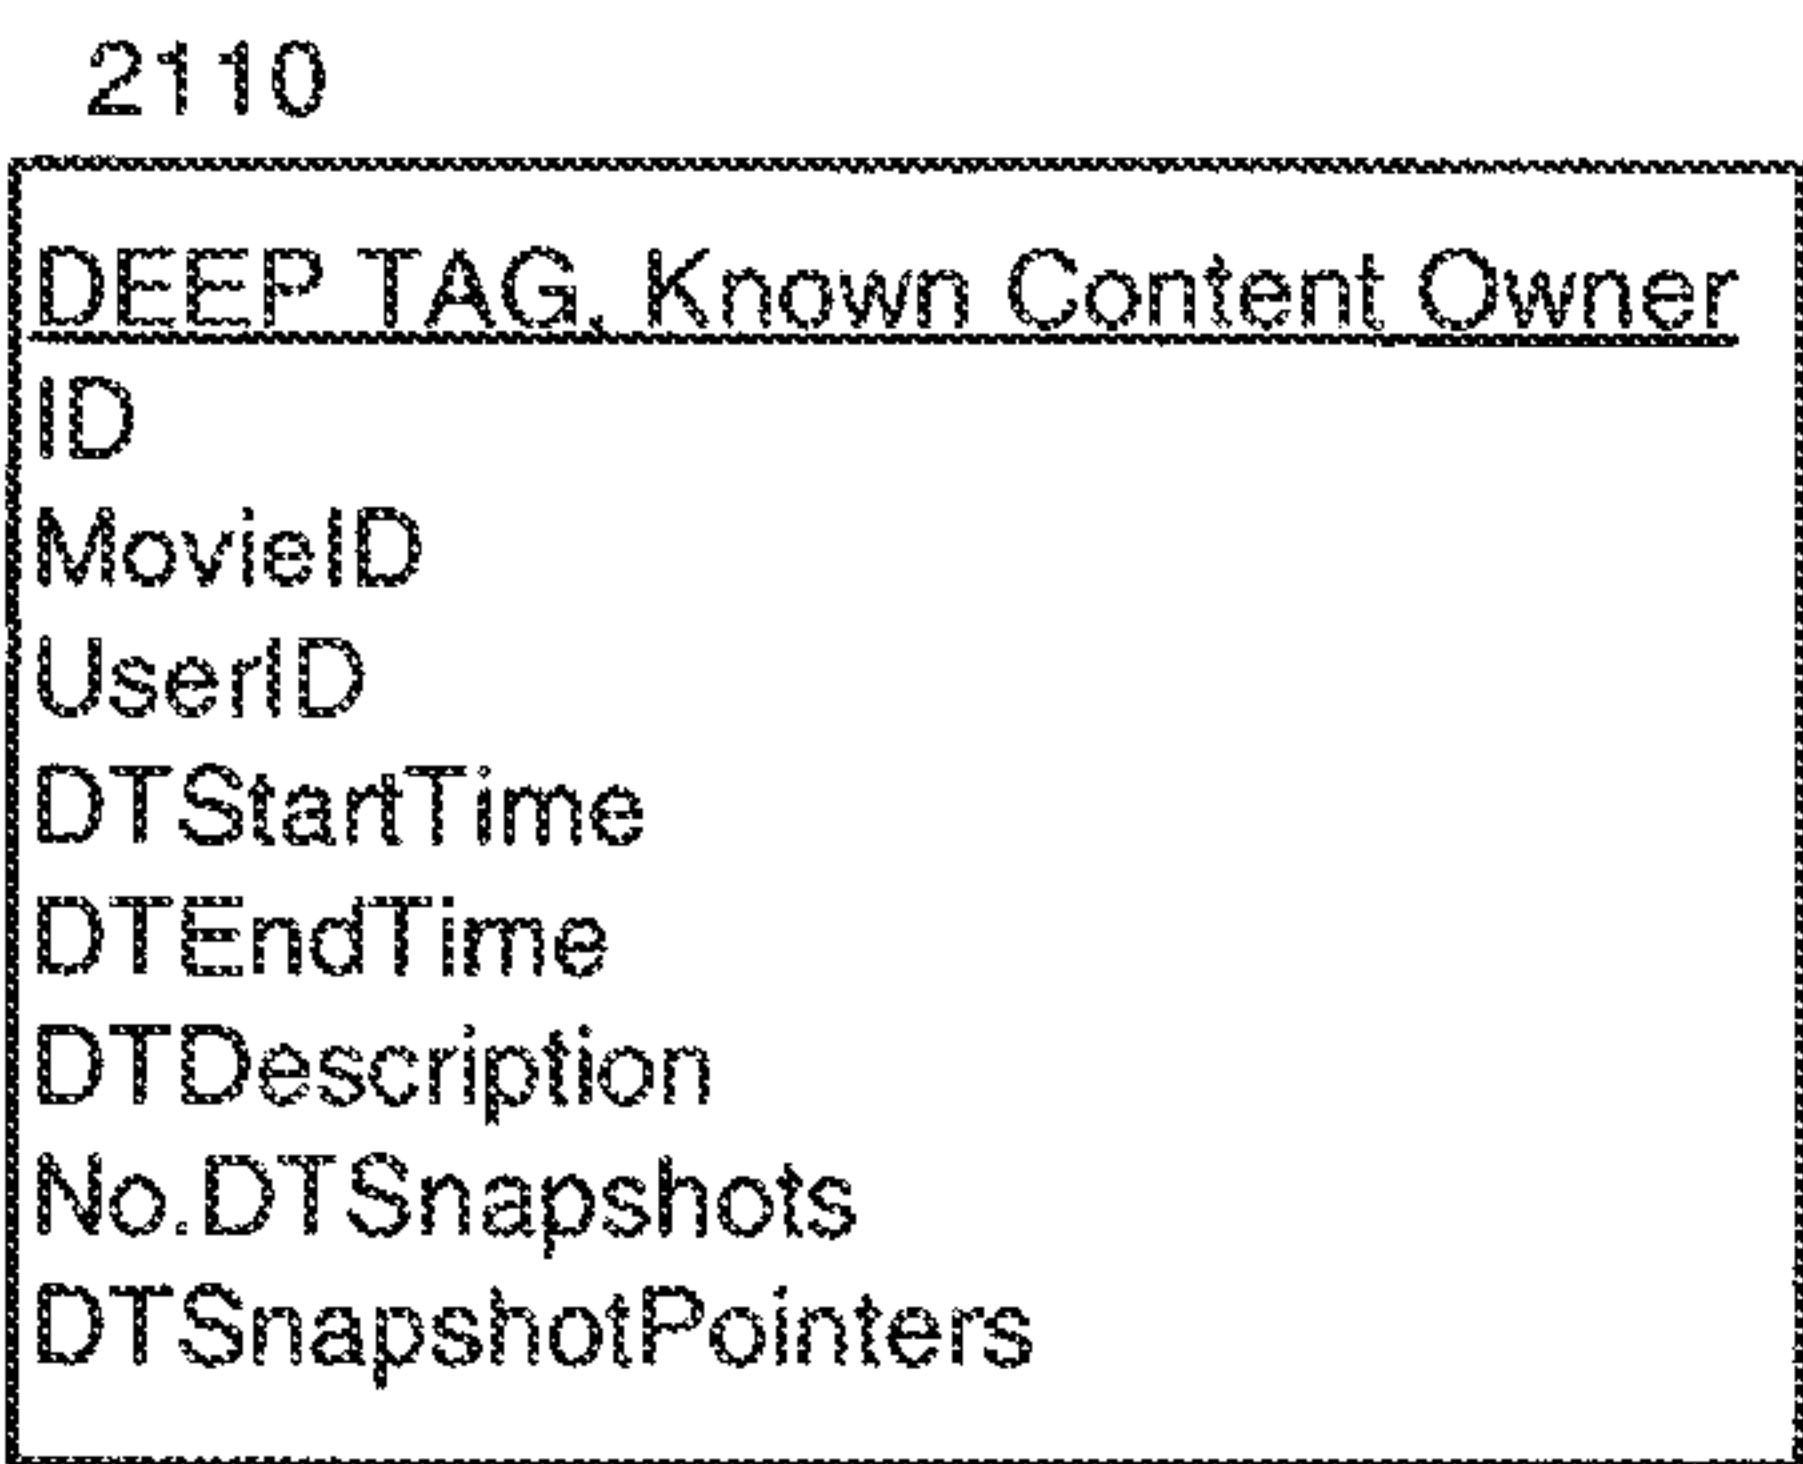 2110
DEEP TAG, Known Content Owner
ID
MovieID
UserID
DTStartTime
DTEndTime
DTDescription
No.DTSnapshots
DTSnapshotPointers